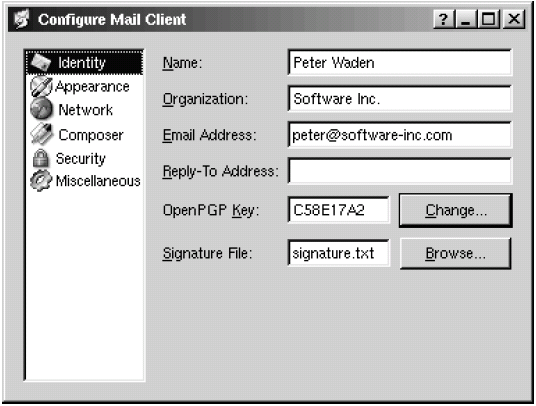 Configure Mail Client
Identity
Appearance
Network
Composer
Security
Miscellaneous
Name: Peter Waden
Organization: Software Inc.
Email Address: peter@software-inc.com
Reply-To Address:
OpenPGP Key: C58E17A2 Change...
Signature File: signature.txt Browse...